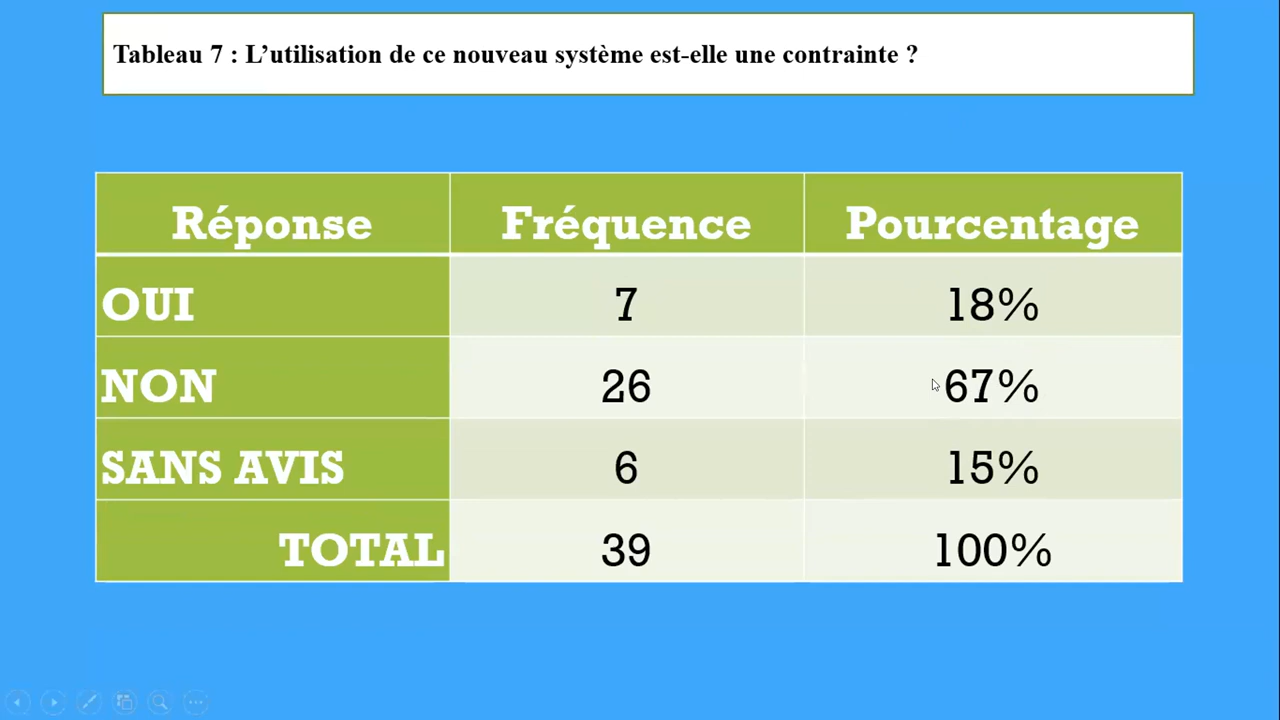 Tableau 7 : L’utilisation de ce nouveau système est-elle une contrainte ?
Réponse Fréquence Pourcentage
OUI 7 18%
NON 26 67%
SANS AVIS 6 15%
TOTAL 39 100%